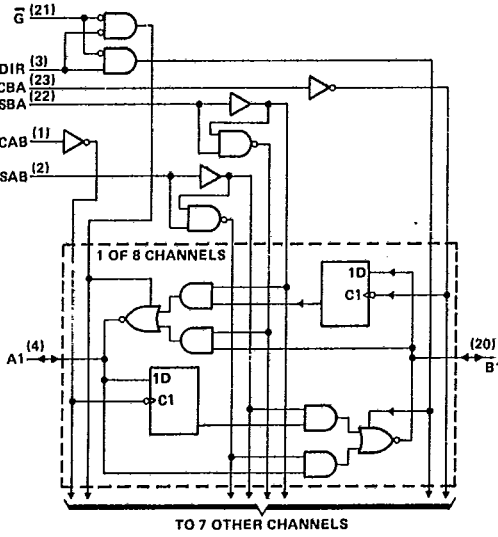 G̅ (21)
DIR (3)
CBA (23)
SBA (22)
CAB (1)
SAB (2)
1 OF 8 CHANNELS
1D
C1
A1 (4)
(20) B1
1D
C1
TO 7 OTHER CHANNELS